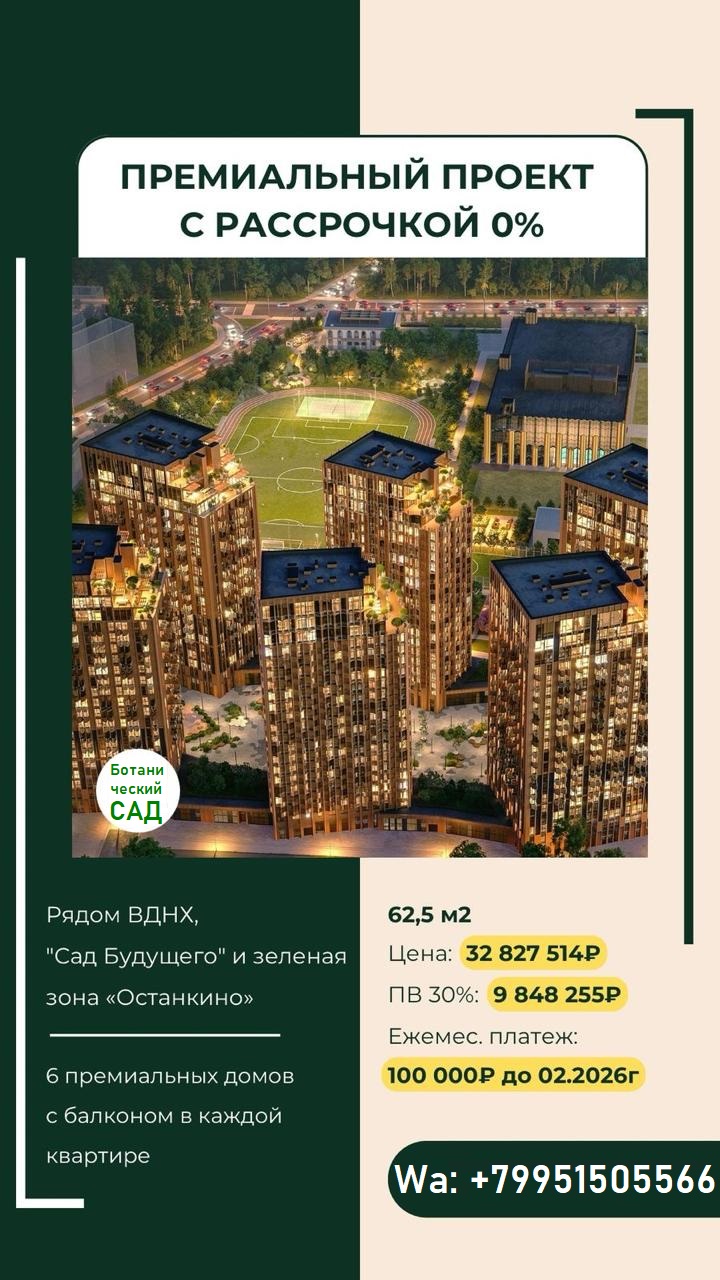 ПРЕМИАЛЬНЫЙ ПРОЕКТ
С РАССРОЧКОЙ 0%
Ботани
ческий
САД
Рядом ВДНХ,
"Сад Будущего" и зеленая
зона «Останкино»
6 премиальных домов
с балконом в каждой
квартире
62,5 м2
Цена: 32 827 514₽
ПВ 30%: 9 848 255₽
Ежемес. платеж:
100 000₽ до 02.2026г
Wa: +79951505566